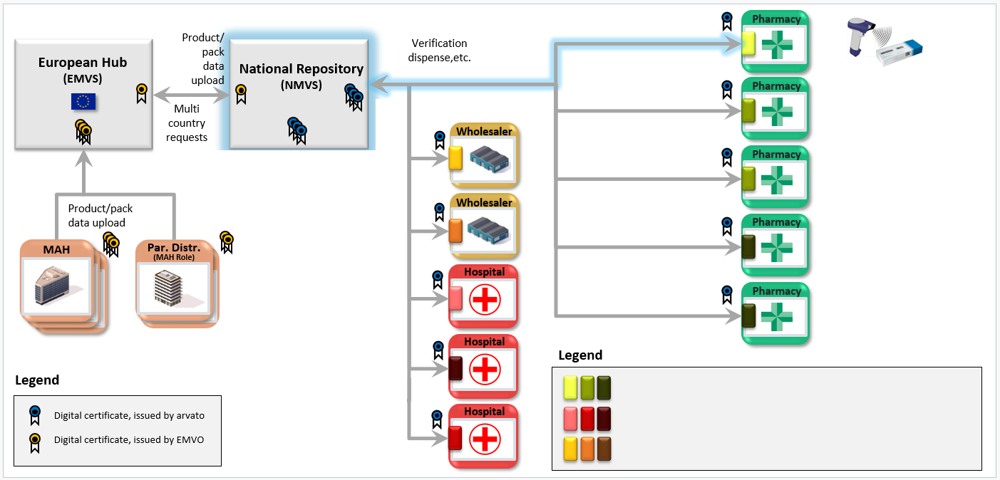 European Hub
(EMVS)
Product/
pack
data
upload
Multi
country
requests
National Repository
(NMVS)
Verification
dispense,etc.
Product/pack
data upload
MAH
Par. Distr.
(MAH Role)
Wholesaler
Wholesaler
Hospital
Hospital
Hospital
Pharmacy
Pharmacy
Pharmacy
Pharmacy
Pharmacy
Legend
Digital certificate, issued by arvato
Digital certificate, issued by EMVO
Legend